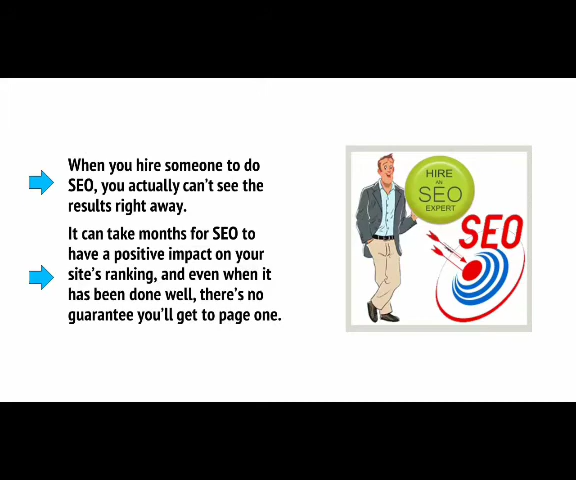 When you hire someone to do
SEO, you actually can't see the
results right away.
It can take months for SEO to
have a positive impact on your
site's ranking, and even when it
has been done well, there's no
guarantee you'll get to page one.
HIRE
AN
SEO
EXPERT
SEO